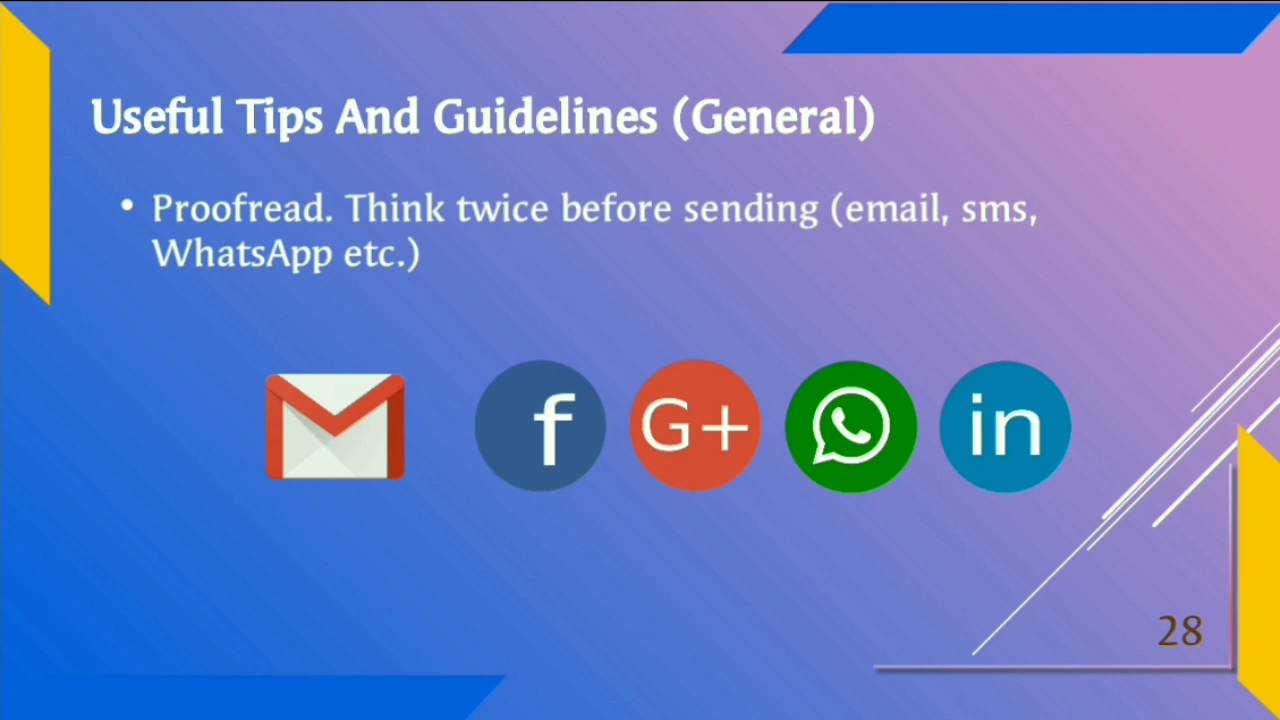 Useful Tips And Guidelines (General)
• Proofread. Think twice before sending (email, sms,
WhatsApp etc.)
f
G+
in
28